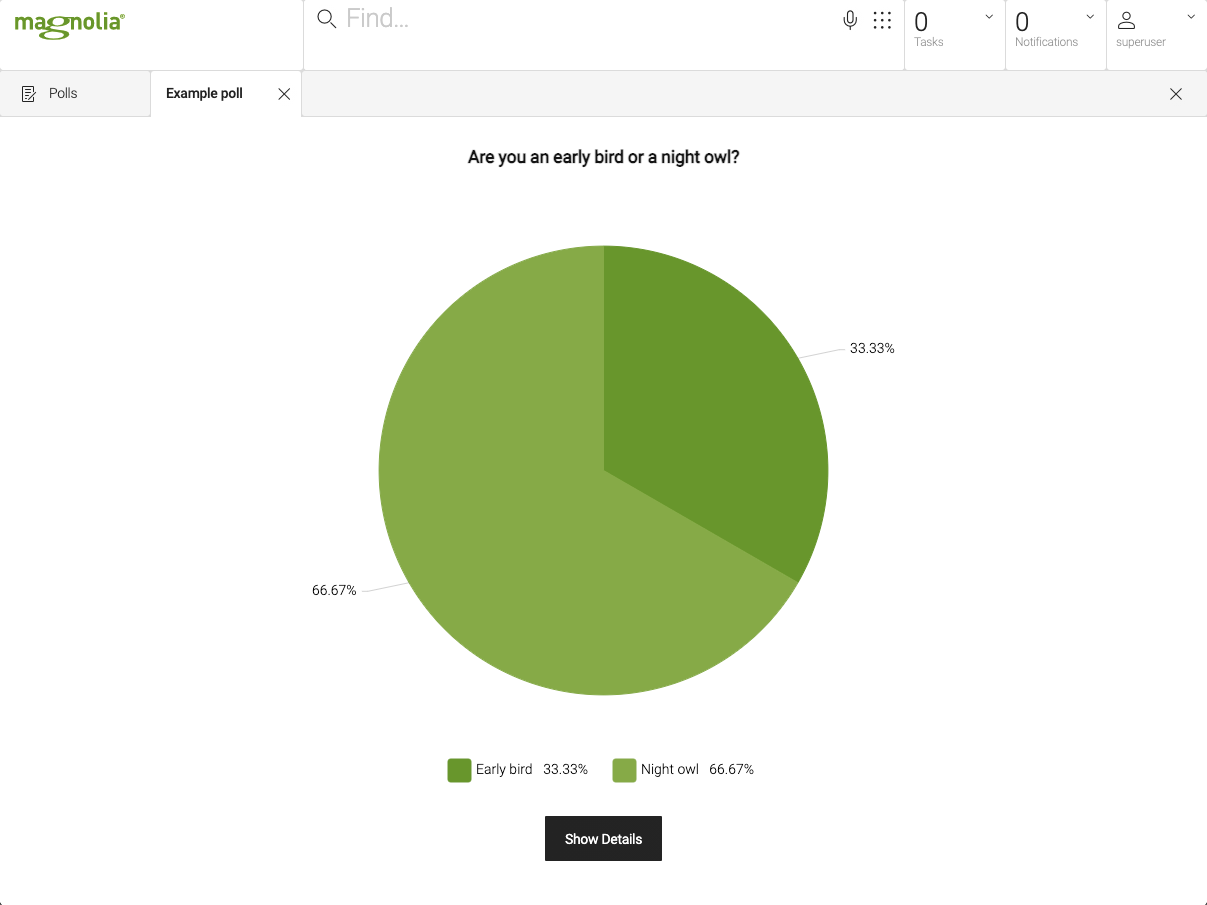 magnolia®
Find...
0
Tasks
0
Notifications
superuser
Polls
Example poll
Are you an early bird or a night owl?
33.33%
66.67%
Early bird 33.33% Night owl 66.67%
Show Details